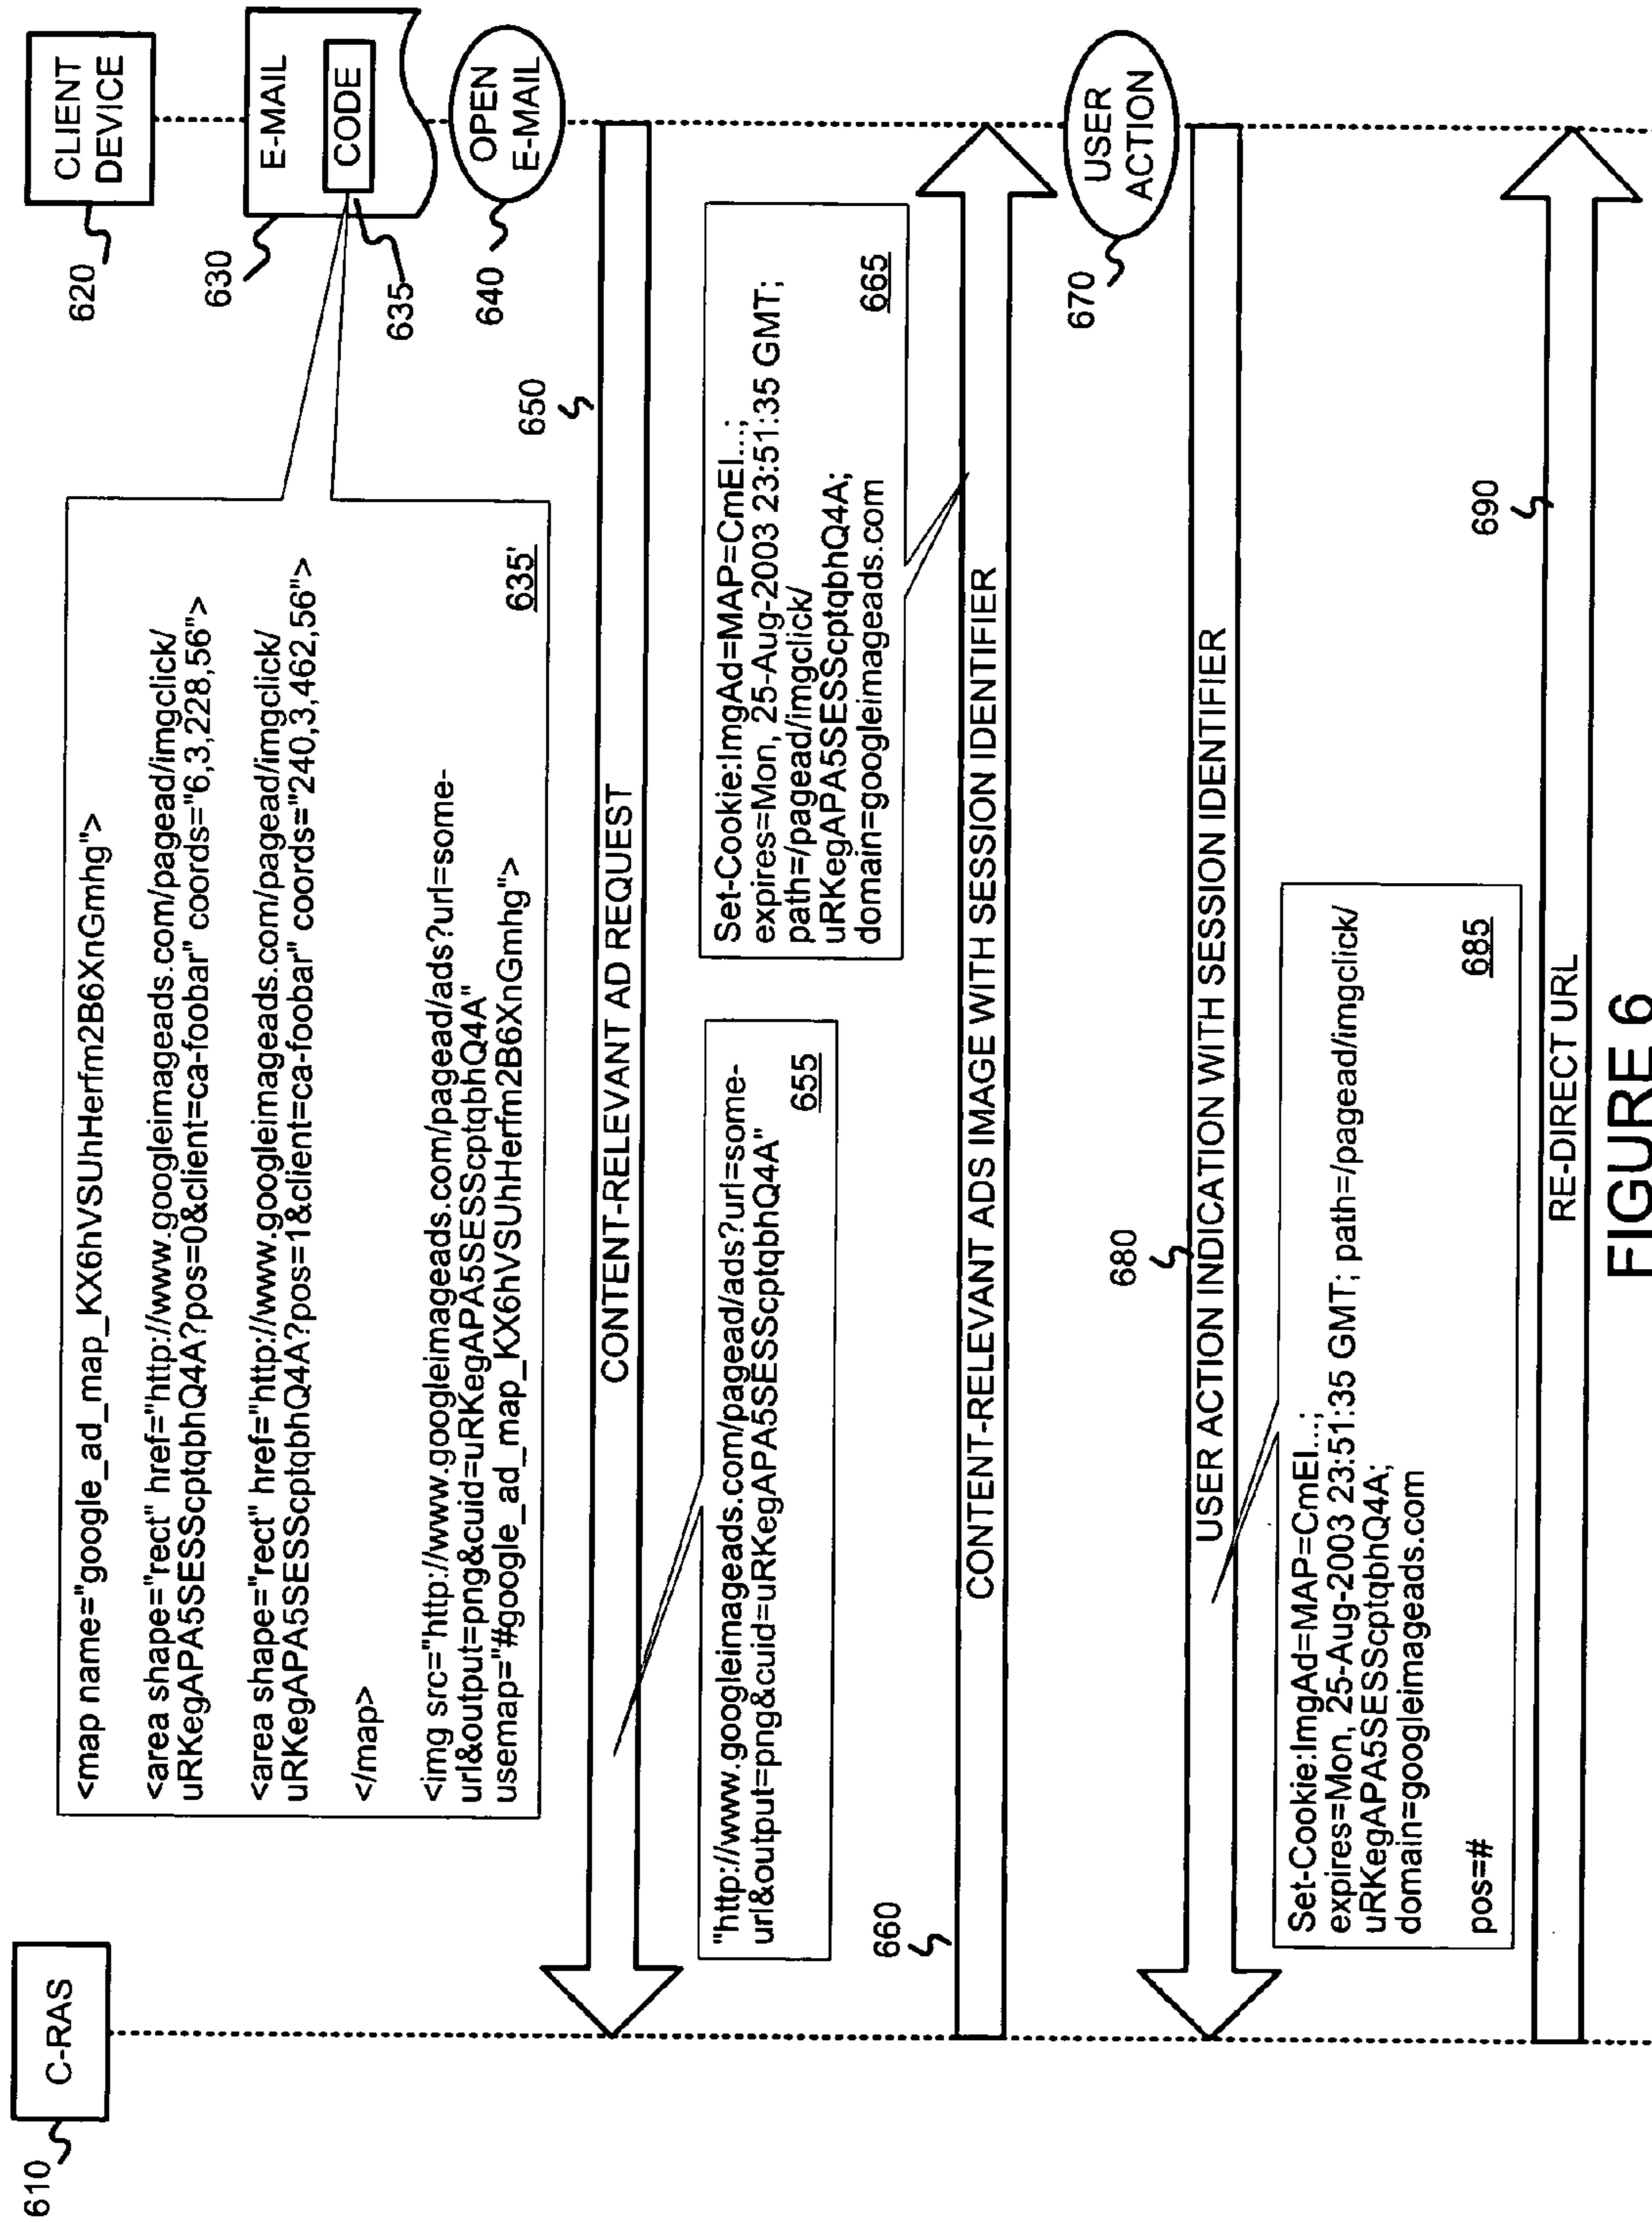 610
C-RAS
CLIENT
DEVICE
620
E-MAIL
CODE
630
635
<map name="google_ad_map_KX6hVSUhHerfm2B6XnGmhg">
<area shape="rect" href="http://www.googleimageads.com/pagead/imgclick/
uRKegAPA5SESScptqbhQ4A?pos=0&client=ca-foobar" coords="6,3,228,56">
<area shape="rect" href="http://www.googleimageads.com/pagead/imgclick/
uRKegAPA5SESScptqbhQ4A?pos=1&client=ca-foobar" coords="240,3,462,56">
</map>
<img src="http://www.googleimageads.com/pagead/ads?url=some-
url&output=png&cuid=uRKegAPA5SESScptqbhQ4A"
usemap="#google_ad_map_KX6hVSUhHerfm2B6XnGmhg">
635'
OPEN
E-MAIL
640
650
CONTENT-RELEVANT AD REQUEST
"http://www.googleimageads.com/pagead/ads?url=some-
url&output=png&cuid=uRKegAPA5SESScptqbhQ4A"
655
Set-Cookie:ImgAd=MAP=CmEI...;
expires=Mon, 25-Aug-2003 23:51:35 GMT;
path=/pagead/imgclick/
uRKegAPA5SESScptqbhQ4A;
domain=googleimageads.com
665
660
CONTENT-RELEVANT ADS IMAGE WITH SESSION IDENTIFIER
USER
ACTION
670
680
USER ACTION INDICATION WITH SESSION IDENTIFIER
Set-Cookie:ImgAd=MAP=CmEI...;
expires=Mon, 25-Aug-2003 23:51:35 GMT; path=/pagead/imgclick/
uRKegAPA5SESScptqbhQ4A;
domain=googleimageads.com
pos=#
685
690
RE-DIRECT URL
FIGURE 6